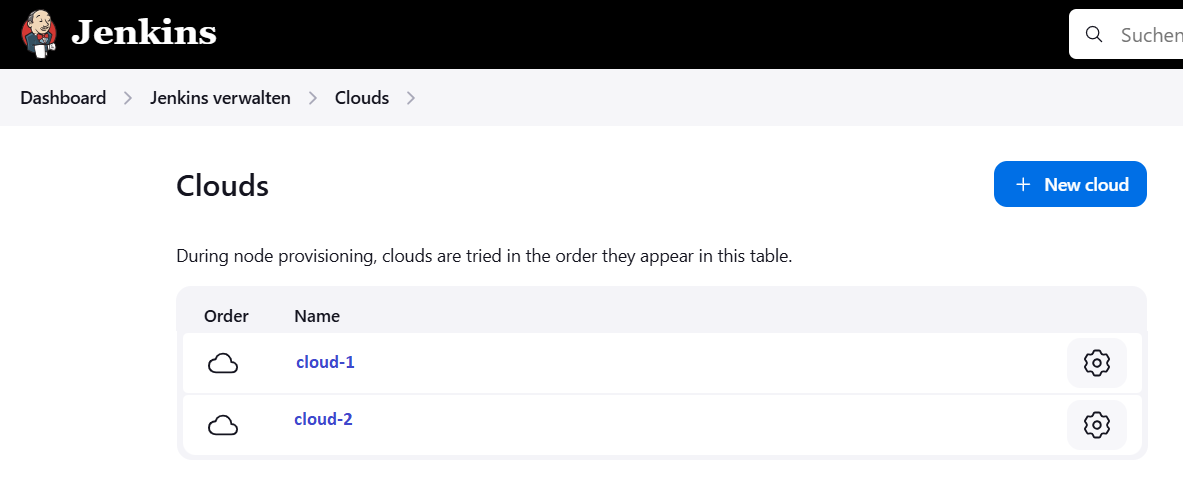 Jenkins
Suchen
Dashboard > Jenkins verwalten > Clouds >
Clouds
+ New cloud
During node provisioning, clouds are tried in the order they appear in this table.
Order Name
cloud-1
cloud-2